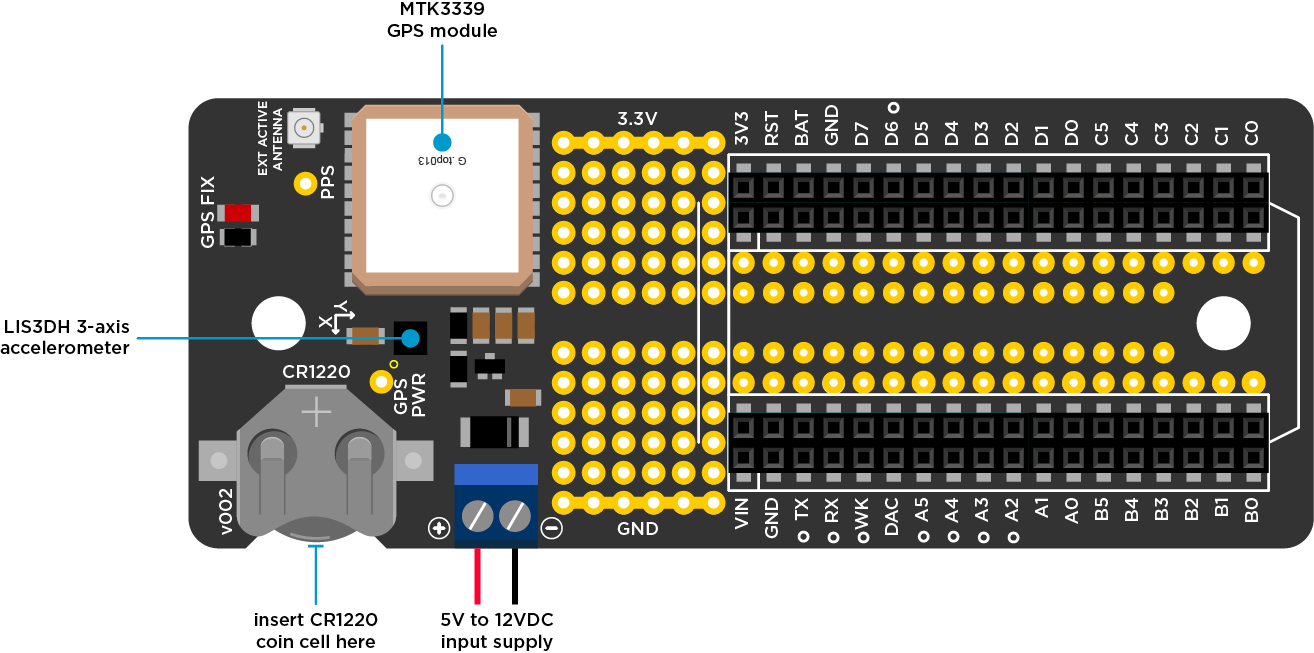 MTK3339
GPS module
EXT ACTIVE
ANTENNA
PPS
GPS FIX
G.top013
3.3V
3V3 RST BAT GND D7 D6 D5 D4 D3 D2 D1 D0 C5 C4 C3 C2 C1 C0
LIS3DH 3-axis
accelerometer
X
Y
CR1220
GPS
PWR
+
v002
GND
VIN GND TX RX WK DAC A5 A4 A3 A2 A1 A0 B5 B4 B3 B2 B1 B0
insert CR1220
coin cell here
5V to 12VDC
input supply